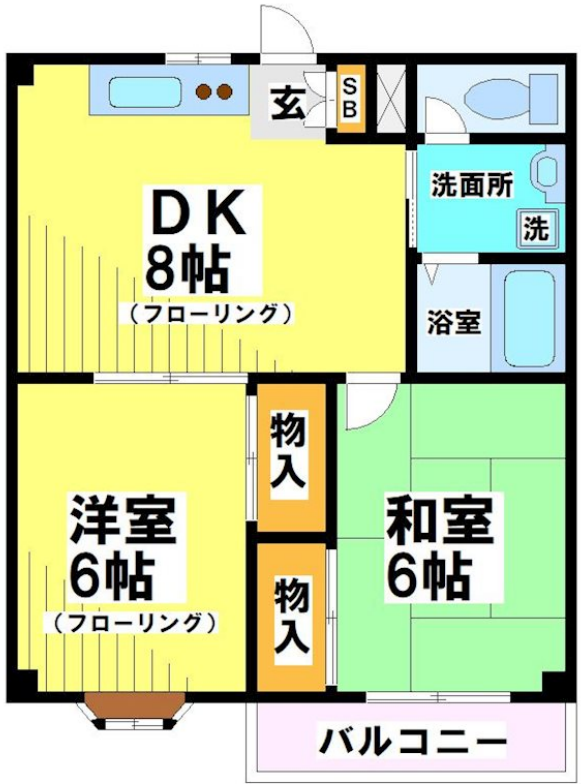 玄
SB
DK
8帖
（フローリング）
洗面所
洗
浴室
物入
洋室
6帖
（フローリング）
物入
和室
6帖
バルコニー